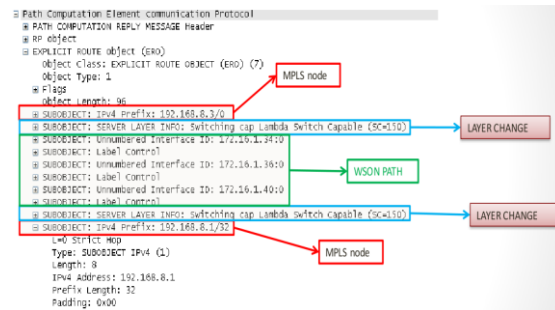 Path Computation Element communication Protocol
PATH COMPUTATION REPLY MESSAGE Header
RP object
EXPLICIT ROUTE object (ERO)
Object Class: EXPLICIT ROUTE OBJECT (ERO) (7)
Object Type: 1
Flags
Object Length: 96
SUBOBJECT: IPv4 Prefix: 192.168.8.3/0
SUBOBJECT: SERVER LAYER INFO: Switching cap Lambda Switch Capable (SC=150)
SUBOBJECT: Unnumbered Interface ID: 172.16.1.34:0
SUBOBJECT: Label Control
SUBOBJECT: Unnumbered Interface ID: 172.16.1.36:0
SUBOBJECT: Label Control
SUBOBJECT: Unnumbered Interface ID: 172.16.1.40:0
SUBOBJECT: Label Control
SUBOBJECT: SERVER LAYER INFO: Switching cap Lambda Switch Capable (SC=150)
SUBOBJECT: IPv4 Prefix: 192.168.8.1/32
L=0 Strict Hop
Type: SUBOBJECT IPv4 (1)
Length: 8
IPv4 Address: 192.168.8.1
Prefix Length: 32
Padding: 0x00
MPLS node
LAYER CHANGE
WSON PATH
LAYER CHANGE
MPLS node